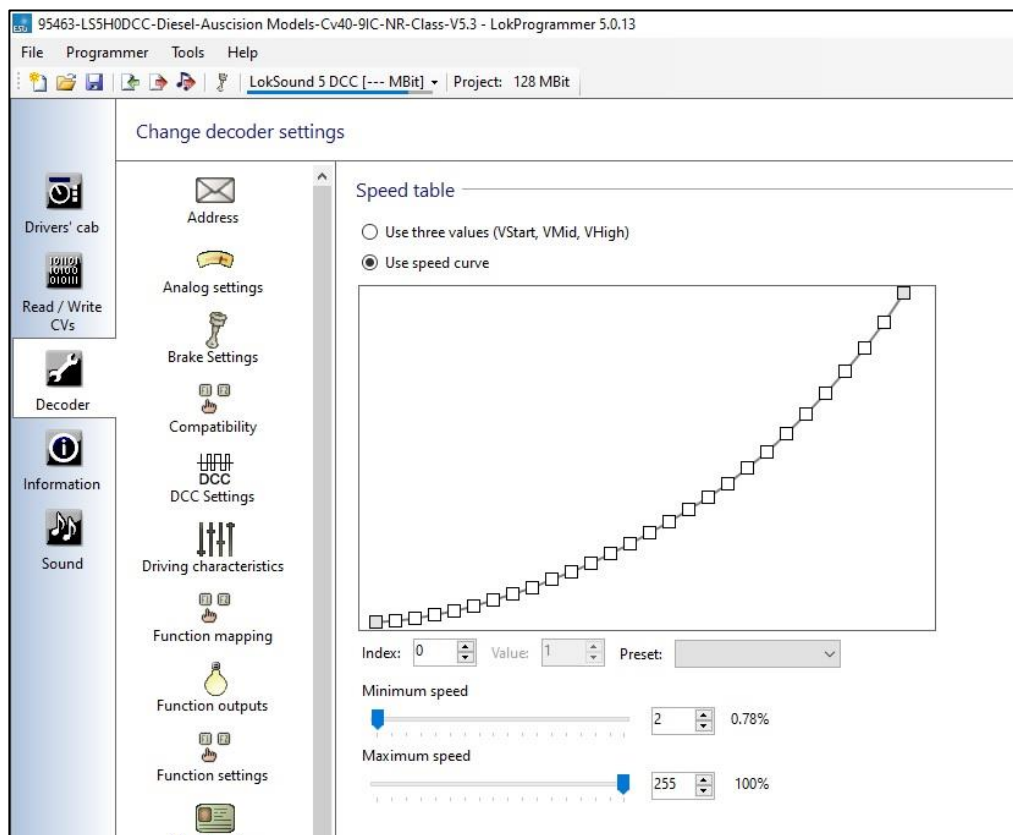 95463-LS5H0DCC-Diesel-Auscision Models-Cv40-9IC-NR-Class-V5.3 - LokProgrammer 5.0.13
File Programmer Tools Help
LokSound 5 DCC [--- MBit] Project: 128 MBit
Change decoder settings
Drivers' cab
Read / Write
CVs
Decoder
Information
Sound
Address
Analog settings
Brake Settings
Compatibility
DCC
DCC Settings
Driving characteristics
Function mapping
Function outputs
Function settings
Speed table
Use three values (VStart, VMid, VHigh)
Use speed curve
Index: 0 Value: 1 Preset:
Minimum speed
2 0.78%
Maximum speed
255 100%